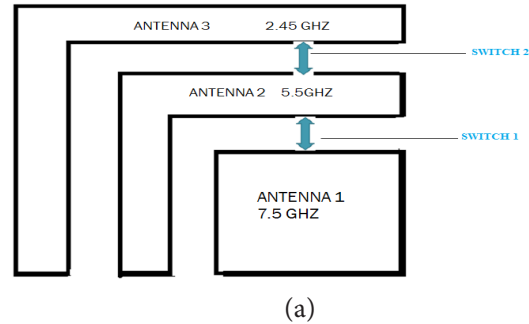 ANTENNA 3 2.45 GHZ
SWITCH 2
ANTENNA 2 5.5GHZ
SWITCH 1
ANTENNA 1
7.5 GHZ
(a)